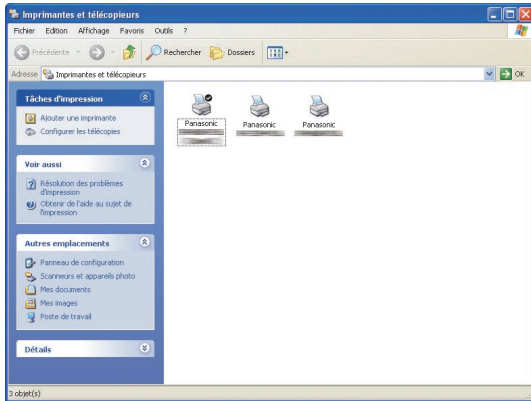 Imprimantes et télécopieurs
Fichier Edition Affichage Favoris Outils ?
Précédente Rechercher Dossiers
Adresse Imprimantes et télécopieurs OK
Tâches d'impression
Ajouter une imprimante
Configurer les télécopies
Voir aussi
Résolution des problèmes
d'impression
Obtenir de l'aide au sujet de
l'impression
Autres emplacements
Panneau de configuration
Scanneurs et appareils photo
Mes documents
Mes images
Poste de travail
Détails
Panasonic Panasonic Panasonic
3 objet(s)